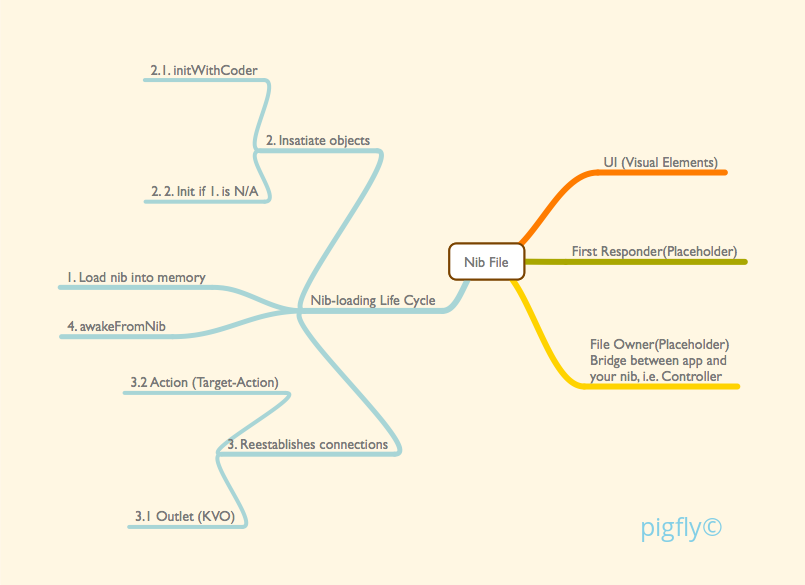 2.1. initWithCoder
2. Insatiate objects
2. 2. Init if 1. is N/A
1. Load nib into memory
Nib-loading Life Cycle
4. awakeFromNib
3.2 Action (Target-Action)
3. Reestablishes connections
3.1 Outlet (KVO)
Nib File
UI (Visual Elements)
First Responder(Placeholder)
File Owner(Placeholder)
Bridge between app and
your nib, i.e. Controller
pigfly©